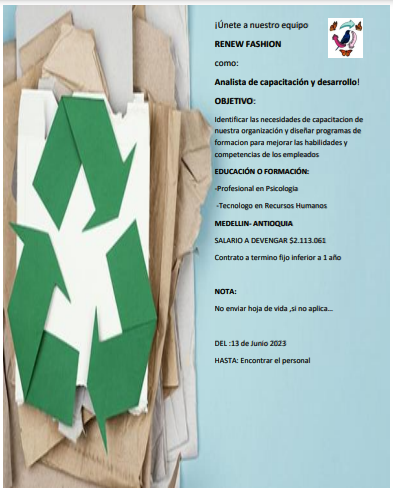 ¡Únete a nuestro equipo
RENEW FASHION
como:
Analista de capacitación y desarrollo!
OBJETIVO:
Identificar las necesidades de capacitacion de
nuestra organización y diseñar programas de
formacion para mejorar las habilidades y
competencias de los empleados
EDUCACIÓN O FORMACIÓN:
-Profesional en Psicologia
-Tecnologo en Recursos Humanos
MEDELLIN- ANTIOQUIA
SALARIO A DEVENGAR $2.113.061
Contrato a termino fijo inferior a 1 año
NOTA:
No enviar hoja de vida ,si no aplica...
DEL :13 de Junio 2023
HASTA: Encontrar el personal